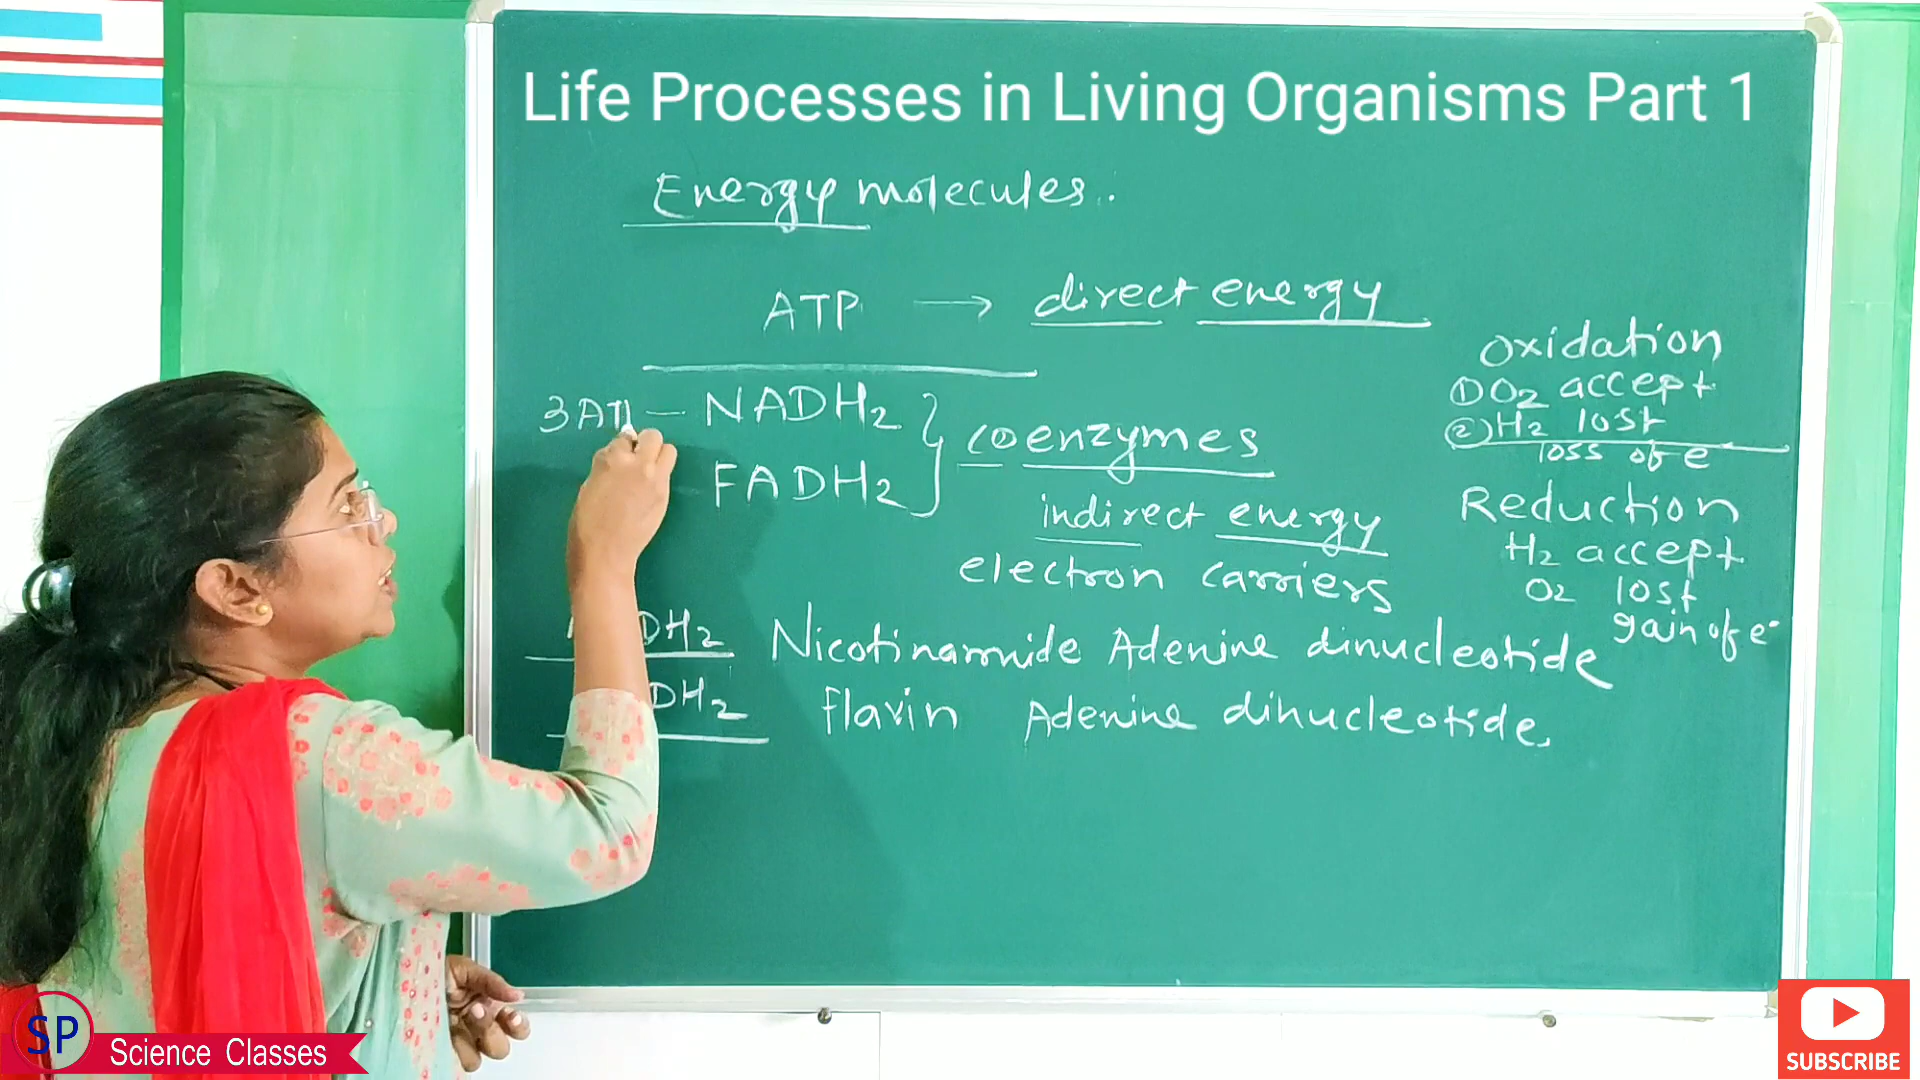 Life Processes in Living Organisms Part 1
Energy molecules.
ATP → direct energy
3 AT — NADH2 } coenzymes
FADH2
indirect energy
electron carriers
DH2 Nicotinamide Adenine dinucleotide
DH2 flavin Adenine dinucleotide.
Oxidation
① O2 accept
② H2 lost
loss of e
Reduction
H2 accept
O2 lost
gain of e-
SP Science Classes
SUBSCRIBE